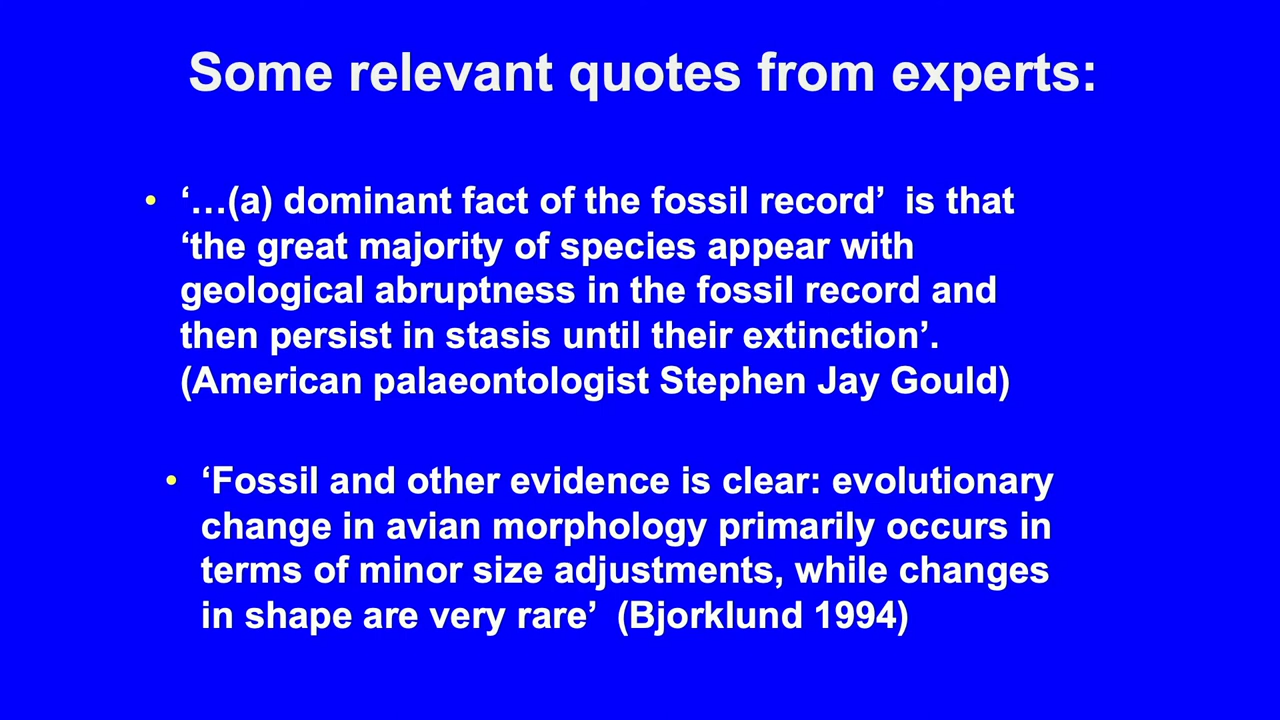 Some relevant quotes from experts:
• ‘…(a) dominant fact of the fossil record’  is that
‘the great majority of species appear with
geological abruptness in the fossil record and
then persist in stasis until their extinction’.
(American palaeontologist Stephen Jay Gould)
• ‘Fossil and other evidence is clear: evolutionary
change in avian morphology primarily occurs in
terms of minor size adjustments, while changes
in shape are very rare’  (Bjorklund 1994)